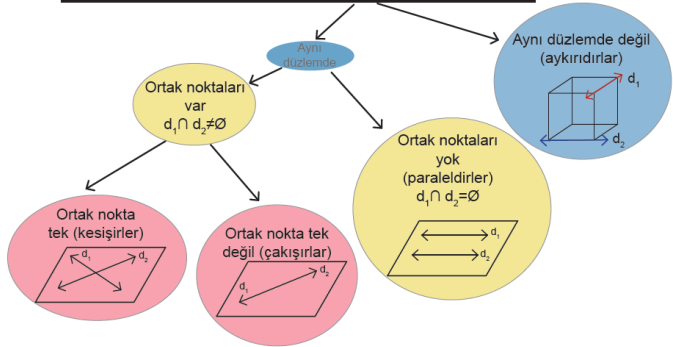 Aynı
düzlemde
Aynı düzlemde değil
(aykırıdırlar)
d₁
d₂
Ortak noktaları
var
d₁∩ d₂≠Ø
Ortak noktaları
yok
(paraleldirler)
d₁∩ d₂=Ø
d₁
d₂
Ortak nokta
tek (kesişirler)
d₁
d₂
Ortak nokta tek
değil (çakışırlar)
d₂
d₁